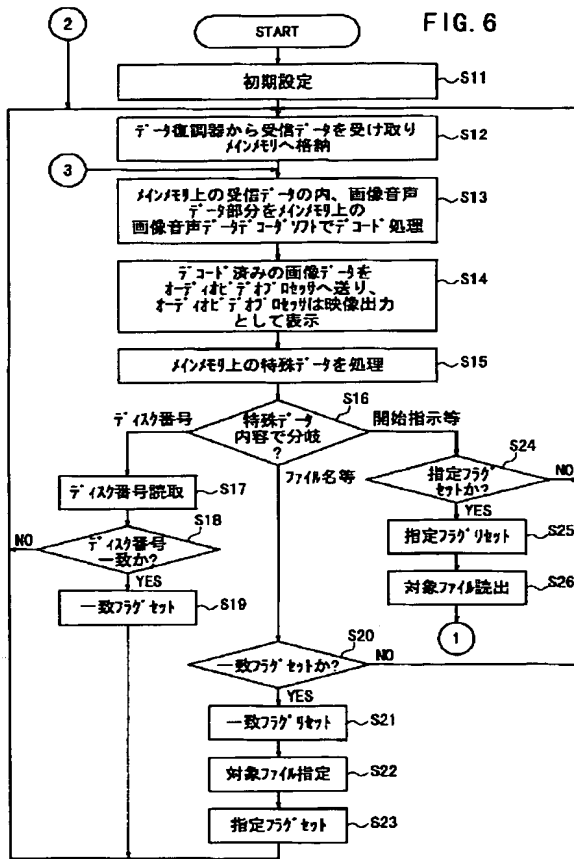 FIG. 6
2
START
初期設定
S11
データ復調器から受信データを受け取り
メインメモリへ格納
S12
3
メインメモリ上の受信データの内、画像音声
データ部分をメインメモリ上の
画像音声データデコーダソフトでデコード処理
S13
デコード済みの画像データを
オーディオビデオプロセッサへ送り、
オーディオビデオプロセッサは映像出力
として表示
S14
メインメモリ上の特殊データを処理
S15
S16
特殊データ
内容で分岐
?
ディスク番号
ファイル名等
開始指示等
ディスク番号読取
S17
S18
ディスク番号
一致か?
NO
YES
一致フラグセット
S19
S24
指定フラグ
セットか?
NO
YES
指定フラグリセット
S25
対象ファイル読出
S26
1
S20
一致フラグセットか?
NO
YES
一致フラグリセット
S21
対象ファイル指定
S22
指定フラグセット
S23